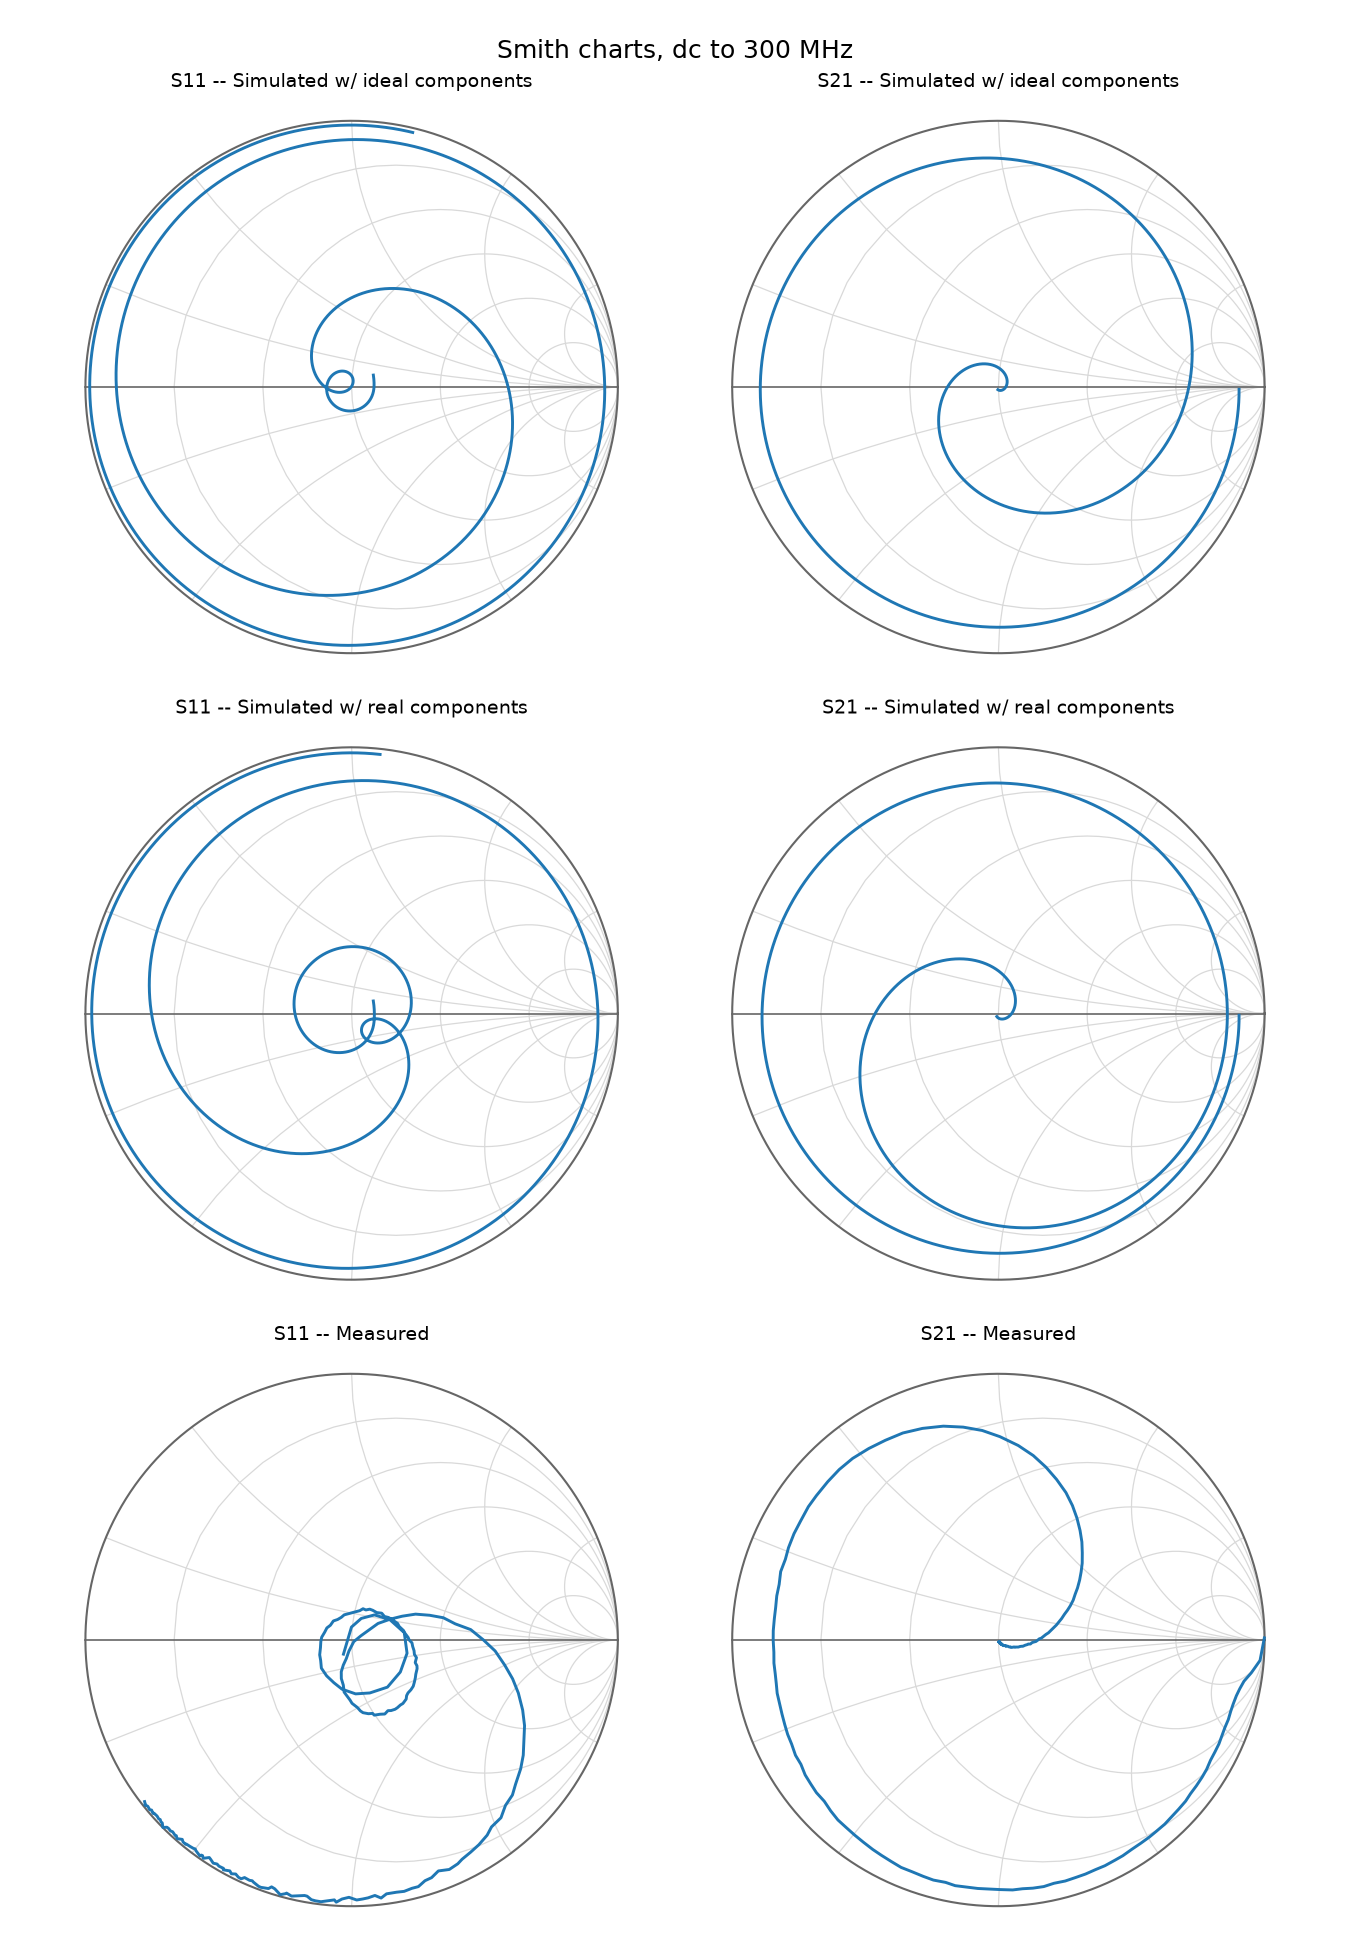 Smith charts, dc to 300 MHz
S11 -- Simulated w/ ideal components
S21 -- Simulated w/ ideal components
S11 -- Simulated w/ real components
S21 -- Simulated w/ real components
S11 -- Measured
S21 -- Measured